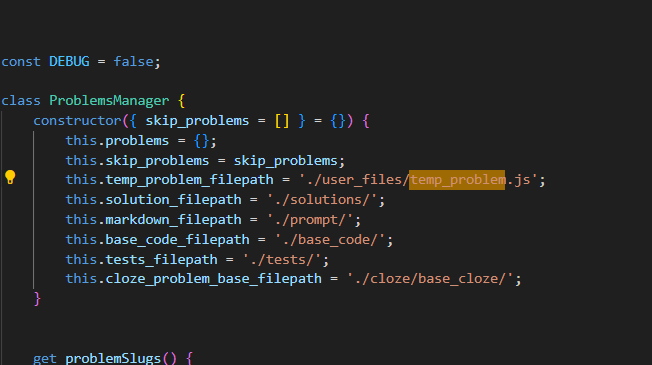 const DEBUG = false;
class ProblemsManager {
constructor({ skip_problems = [] } = {}) {
this.problems = {};
this.skip_problems = skip_problems;
this.temp_problem_filepath = './user_files/temp_problem.js';
this.solution_filepath = './solutions/';
this.markdown_filepath = './prompt/';
this.base_code_filepath = './base_code/';
this.tests_filepath = './tests/';
this.cloze_problem_base_filepath = './cloze/base_cloze/';
}
get problemSlugs() {